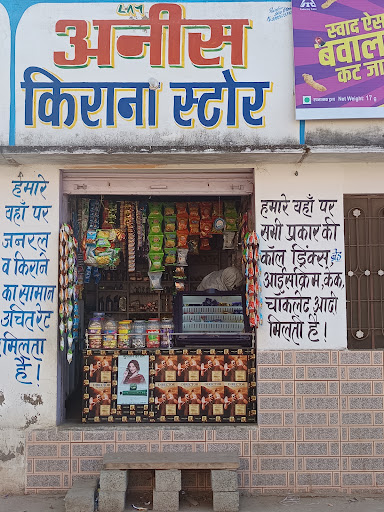 अनीस
किराना स्टोर
स्वाद ऐसा
बवाल
कट जा
Net Weight: 17 g
हमारे
यहाँ पर
जनरल
व किराने
का सामान
उचित रेट
मिलता
है।
हमारे यहाँ पर
सभी प्रकार की
कॉल ड्रिंक्स
आईसक्रिम, केक,
चॉकलेट आदी
मिलती है।